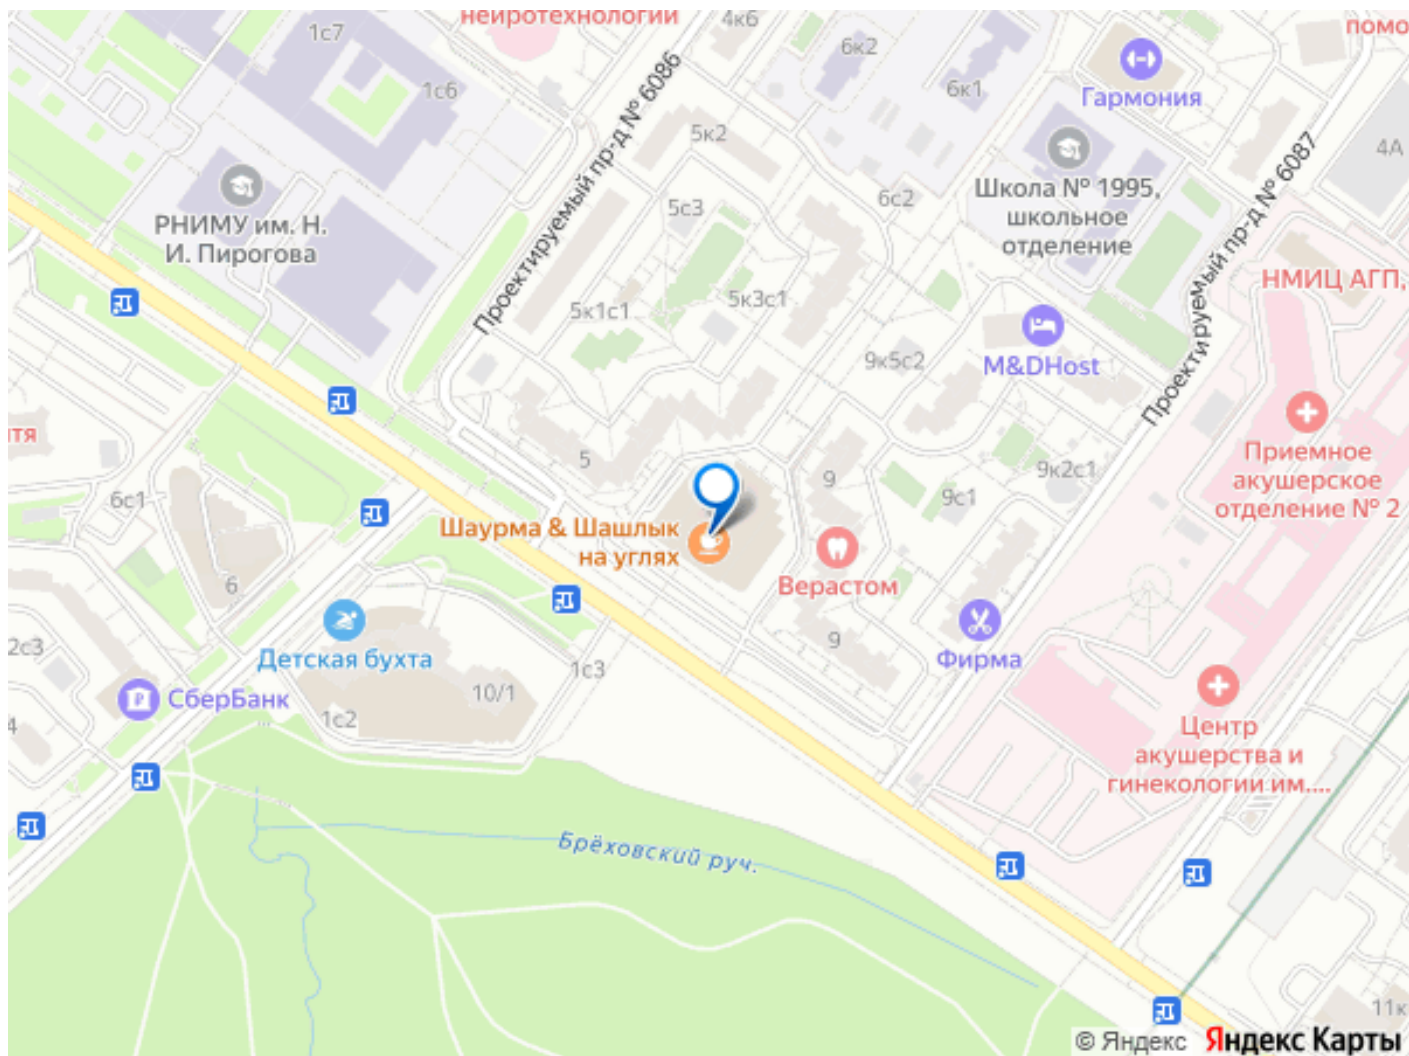 нейротехнологии
4к6
помо
1с7
6к2
1с6
6к1
Гармония
Проектируемый пр-д № 6086
5к2
4А
Школа № 1995,
школьное
отделение
Проектируемый пр-д № 6087
РНИМУ им. Н.
И. Пирогова
5с3
6с2
НМИЦ АГП,
5к1с1
5к3с1
9к5с2
M&DHost
тя
Приемное
акушерское
отделение № 2
5
9
9к2с1
9с1
6с1
Шаурма & Шашлык
на углях
Верастом
6
Детская бухта
9
Фирма
2с3
1с3
СберБанк
10/1
1с2
4
Центр
акушерства и
гинекологии им....
Брёховский руч.
11к
© Яндекс Яндекс Карты